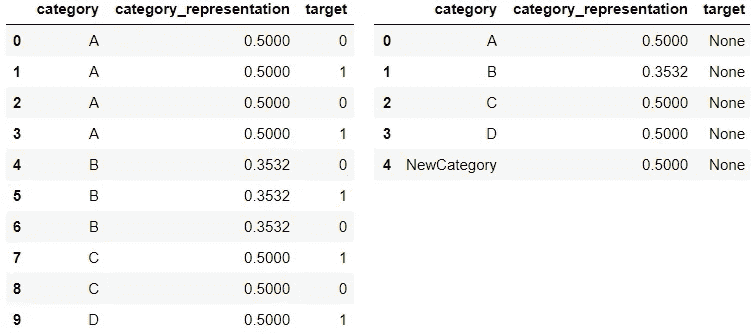 category category_representation target
0 A 0.5000 0
1 A 0.5000 1
2 A 0.5000 0
3 A 0.5000 1
4 B 0.3532 0
5 B 0.3532 1
6 B 0.3532 0
7 C 0.5000 1
8 C 0.5000 0
9 D 0.5000 1
category category_representation target
0 A 0.5000 None
1 B 0.3532 None
2 C 0.5000 None
3 D 0.5000 None
4 NewCategory 0.5000 None